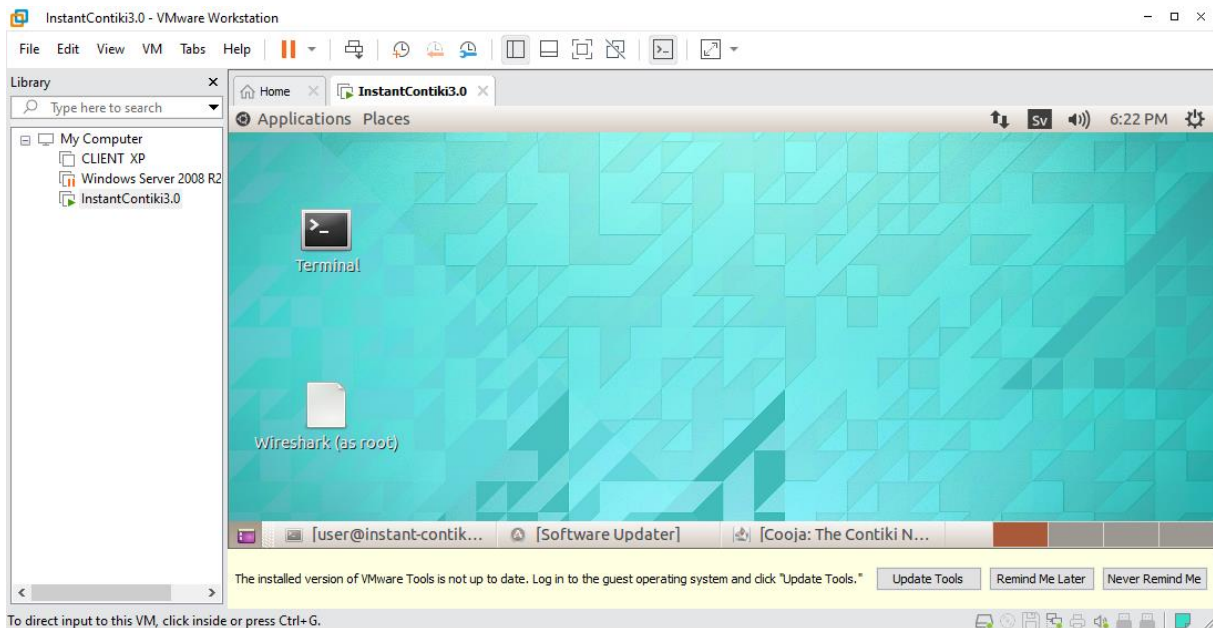 InstantContiki3.0 - VMware Workstation
File Edit View VM Tabs Help
Library
Type here to search
My Computer
CLIENT XP
Windows Server 2008 R2
InstantContiki3.0
Home
InstantContiki3.0
Applications Places
Sv
6:22 PM
Terminal
Wireshark (as root)
[user@instant-contik...
[Software Updater]
[Cooja: The Contiki N...
The installed version of VMware Tools is not up to date. Log in to the guest operating system and click "Update Tools."
Update Tools
Remind Me Later
Never Remind Me
To direct input to this VM, click inside or press Ctrl+G.